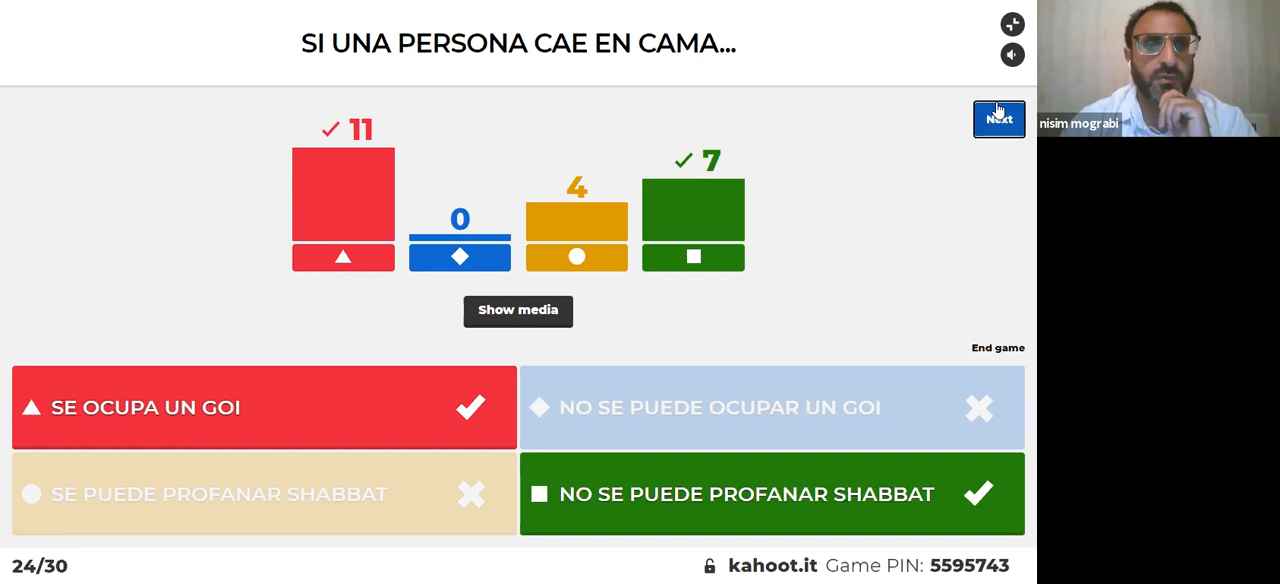 SI UNA PERSONA CAE EN CAMA...
Next
nisim mograbi
11
0
4
7
Show media
End game
SE OCUPA UN GOI
NO SE PUEDE OCUPAR UN GOI
SE PUEDE PROFANAR SHABBAT
NO SE PUEDE PROFANAR SHABBAT
24/30
kahoot.it Game PIN: 5595743